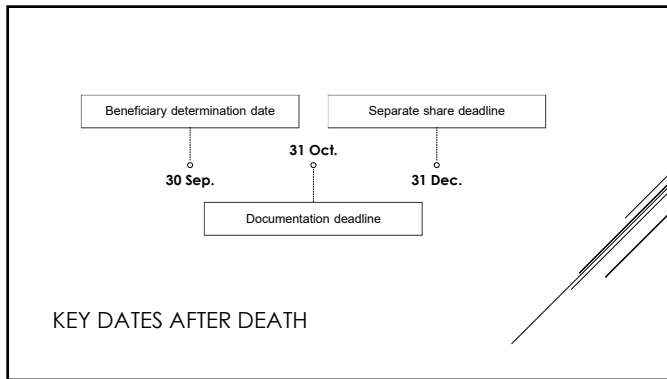 Beneficiary determination date
Separate share deadline
31 Oct.
30 Sep.
31 Dec.
Documentation deadline
KEY DATES AFTER DEATH